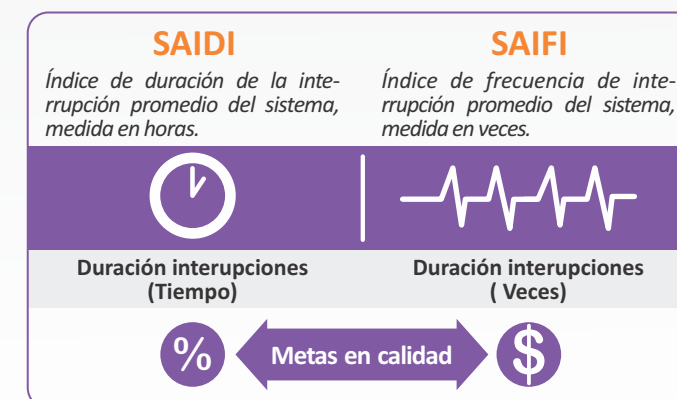 SAIDI
Índice de duración de la inte-
rrupción promedio del sistema,
medida en horas.
SAIFI
Índice de frecuencia de inte-
rrupción promedio del sistema,
medida en veces.
Duración interupciones
(Tiempo)
Duración interupciones
( Veces)
%
Metas en calidad
$